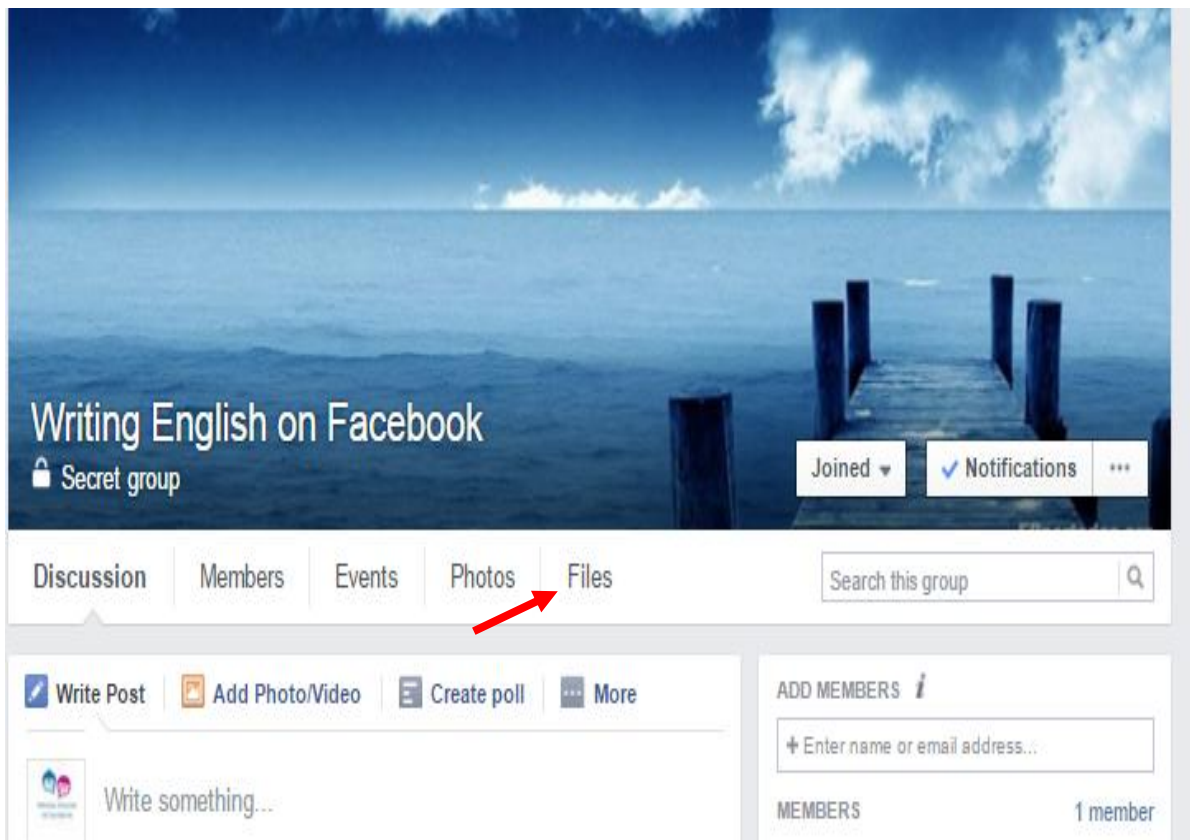 Writing English on Facebook
Secret group
Joined
Notifications
Discussion
Members
Events
Photos
Files
Search this group
Write Post
Add Photo/Video
Create poll
More
ADD MEMBERS i
+ Enter name or email address...
Write something...
MEMBERS
1 member